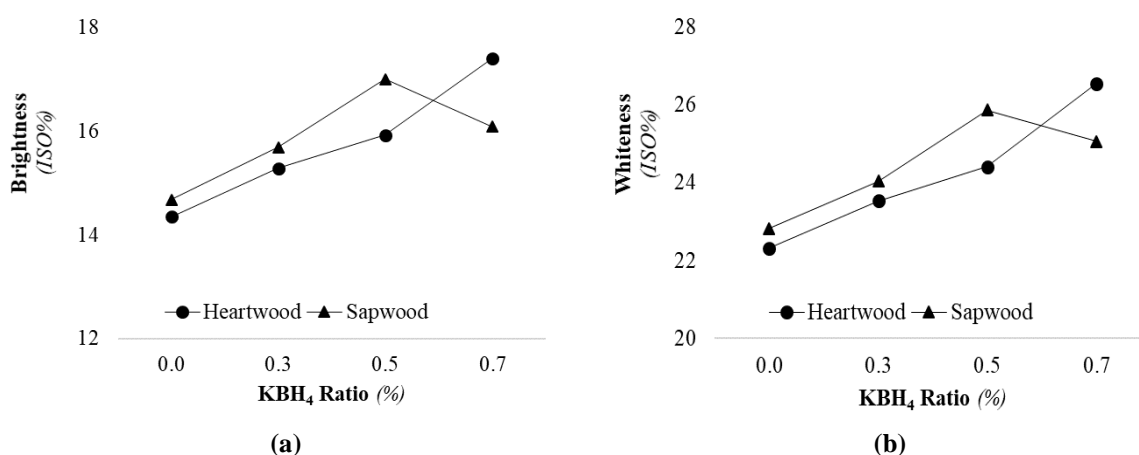 18
16
14
12
Brightness
(ISO%)
Heartwood Sapwood
0.0 0.3 0.5 0.7
KBH₄ Ratio (%)
(a)
28
26
24
22
20
Whiteness
(ISO%)
Heartwood Sapwood
0.0 0.3 0.5 0.7
KBH₄ Ratio (%)
(b)